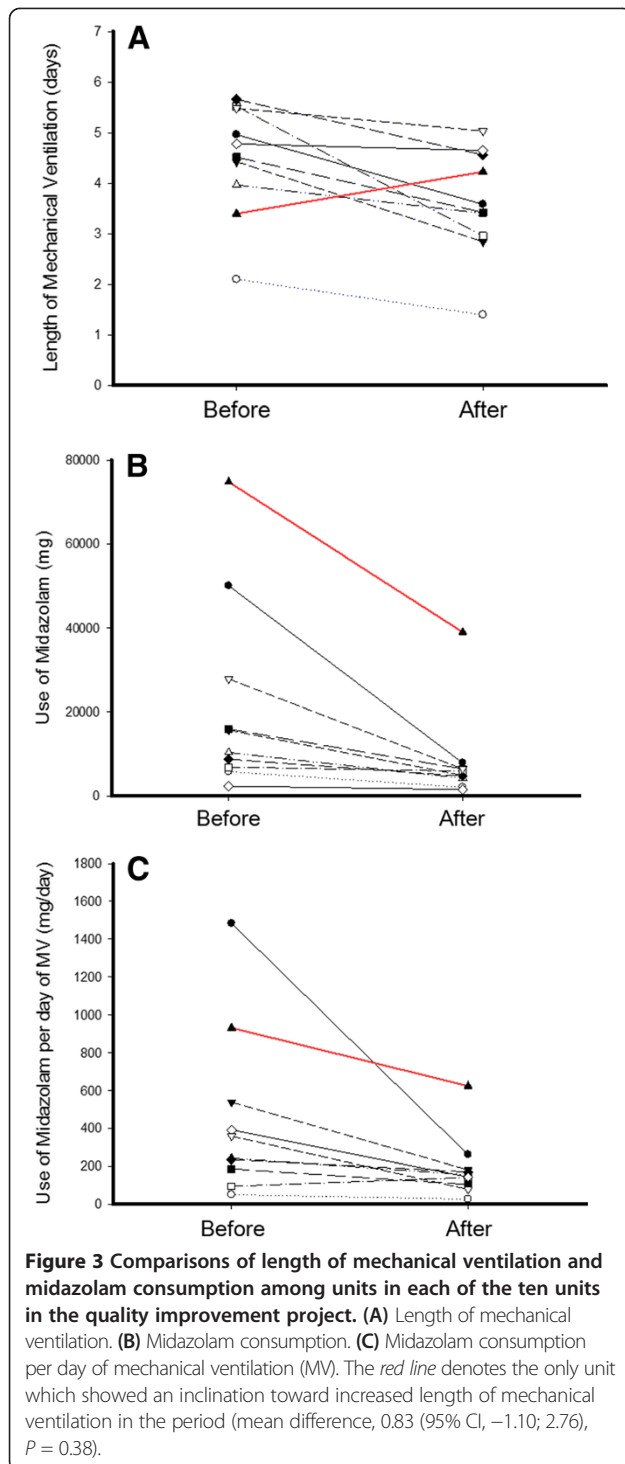 A
Length of Mechanical Ventilation (days)
7
6
5
4
3
2
1
0
Before After
B
Use of Midazolam (mg)
80000
60000
40000
20000
0
Before After
C
Use of Midazolam per day of MV (mg/day)
1800
1600
1400
1200
1000
800
600
400
200
0
Before After
Figure 3 Comparisons of length of mechanical ventilation and
midazolam consumption among units in each of the ten units
in the quality improvement project. (A) Length of mechanical
ventilation. (B) Midazolam consumption. (C) Midazolam consumption
per day of mechanical ventilation (MV). The red line denotes the only unit
which showed an inclination toward increased length of mechanical
ventilation in the period (mean difference, 0.83 (95% CI, −1.10; 2.76),
P = 0.38).